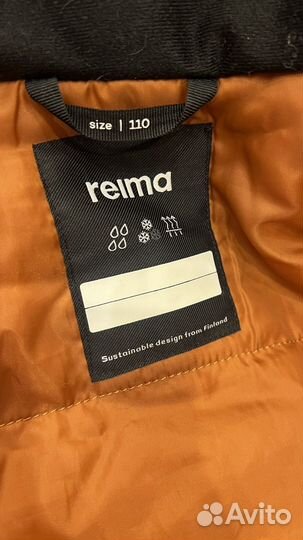 size | 110
reima
Sustainable design from Finland
Avito